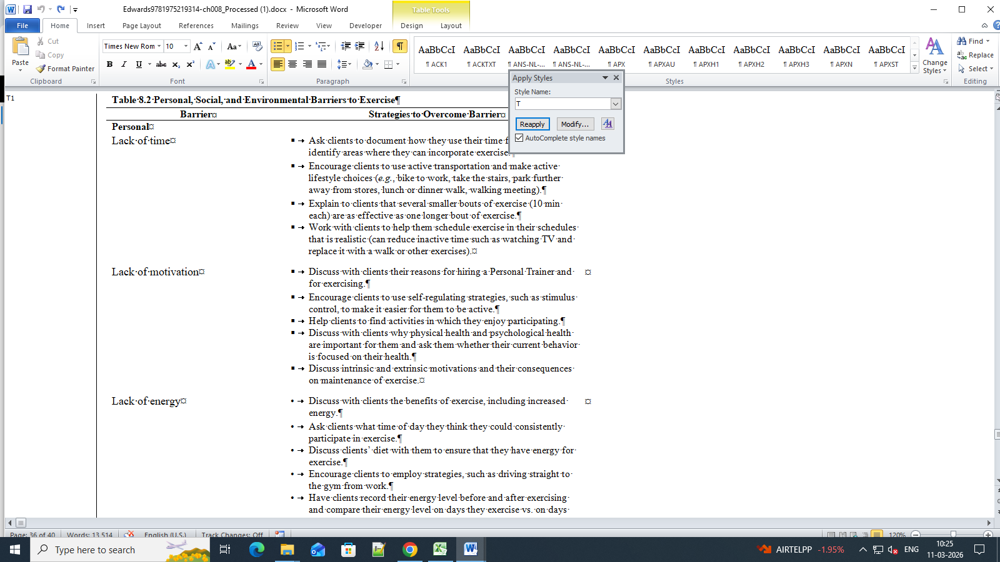 Edwards9781975219314-ch008_Processed (1).docx - Microsoft Word
Table Tools
File Home Insert Page Layout References Mailings Review View Developer Design Layout
Paste
Cut
Copy
Format Painter
Clipboard
Times New Rom 10
Font
Paragraph
AaBbCcI AaBbCcI AaBbCcI AaBbCcI AaBbCcI AaBbCcI AaBbCcI AaBbCcI AaBbCcI AaBbCcI AaBbCcI
¶ ACK1 ¶ ACKTXT ¶ ANS-NL-... ¶ ANS-NL-... ¶ APX ¶ APXAU ¶ APXH1 ¶ APXH2 ¶ APXH3 ¶ APXN ¶ APXST
Change Styles
Styles
Find
Replace
Select
Editing
Apply Styles
Style Name:
T
Reapply Modify...
AutoComplete style names
T1
Table·8.2·Personal,·Social,·and·Environmental·Barriers·to·Exercise¶
Barrier¤ Strategies·to·Overcome·Barrier¤
Personal¤
Lack·of·time¤
▪ → Ask·clients·to·document·how·they·use·their·time·f
identify·areas·where·they·can·incorporate·exercise.¶
▪ → Encourage·clients·to·use·active·transportation·and·make·active·
lifestyle·choices·(e.g.,·bike·to·work,·take·the·stairs,·park·further·
away·from·stores,·lunch·or·dinner·walk,·walking·meeting).¶
▪ → Explain·to·clients·that·several·smaller·bouts·of·exercise·(10·min·
each)·are·as·effective·as·one·longer·bout·of·exercise.¶
▪ → Work·with·clients·to·help·them·schedule·exercise·in·their·schedules·
that·is·realistic·(can·reduce·inactive·time·such·as·watching·TV·and·
replace·it·with·a·walk·or·other·exercises).¤
Lack·of·motivation¤
▪ → Discuss·with·clients·their·reasons·for·hiring·a·Personal·Trainer·and· ¤
for·exercising.¶
▪ → Encourage·clients·to·use·self-regulating·strategies,·such·as·stimulus·
control,·to·make·it·easier·for·them·to·be·active.¶
▪ → Help·clients·to·find·activities·in·which·they·enjoy·participating.¶
▪ → Discuss·with·clients·why·physical·health·and·psychological·health·
are·important·for·them·and·ask·them·whether·their·current·behavior·
is·focused·on·their·health.¶
▪ → Discuss·intrinsic·and·extrinsic·motivations·and·their·consequences·
on·maintenance·of·exercise.¤
Lack·of·energy¤
• → Discuss·with·clients·the·benefits·of·exercise,·including·increased· ¤
energy.¶
• → Ask·clients·what·time·of·day·they·think·they·could·consistently·
participate·in·exercise.¶
• → Discuss·clients’·diet·with·them·to·ensure·that·they·have·energy·for·
exercise.¶
• → Encourage·clients·to·employ·strategies,·such·as·driving·straight·to·
the·gym·from·work.¶
• → Have·clients·record·their·energy·level·before·and·after·exercising·
and·compare·their·energy·level·on·days·they·exercise·vs.·on·days·
Page: 36 of 40 Words: 13,514 English (U.S.) Track Changes: Off 120%
Type here to search
AIRTELPP -1.95% ENG
10:25
11-03-2026